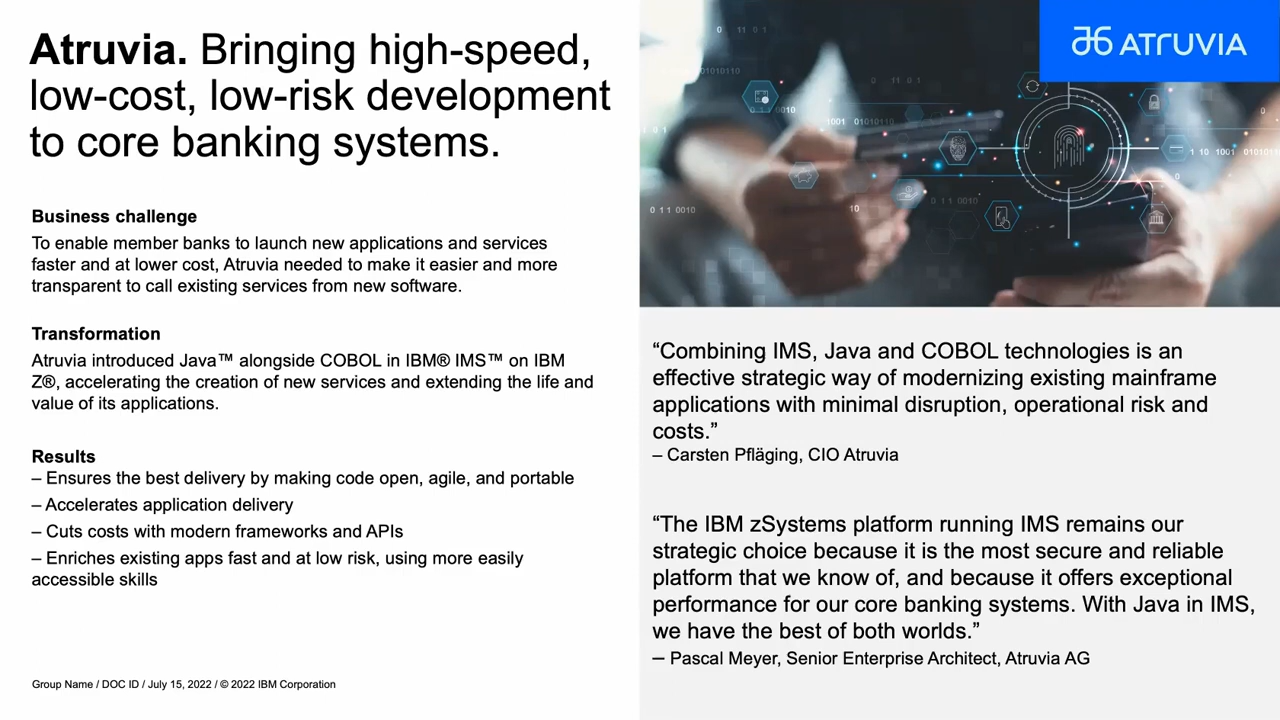 Atruvia. Bringing high-speed,
low-cost, low-risk development
to core banking systems.
Business challenge
To enable member banks to launch new applications and services
faster and at lower cost, Atruvia needed to make it easier and more
transparent to call existing services from new software.
Transformation
Atruvia introduced Java™ alongside COBOL in IBM® IMS™ on IBM
Z®, accelerating the creation of new services and extending the life and
value of its applications.
Results
– Ensures the best delivery by making code open, agile, and portable
– Accelerates application delivery
– Cuts costs with modern frameworks and APIs
– Enriches existing apps fast and at low risk, using more easily
accessible skills
Group Name / DOC ID / July 15, 2022 / © 2022 IBM Corporation
ATRUVIA
“Combining IMS, Java and COBOL technologies is an
effective strategic way of modernizing existing mainframe
applications with minimal disruption, operational risk and
costs.”
– Carsten Pfläging, CIO Atruvia
“The IBM zSystems platform running IMS remains our
strategic choice because it is the most secure and reliable
platform that we know of, and because it offers exceptional
performance for our core banking systems. With Java in IMS,
we have the best of both worlds.”
– Pascal Meyer, Senior Enterprise Architect, Atruvia AG